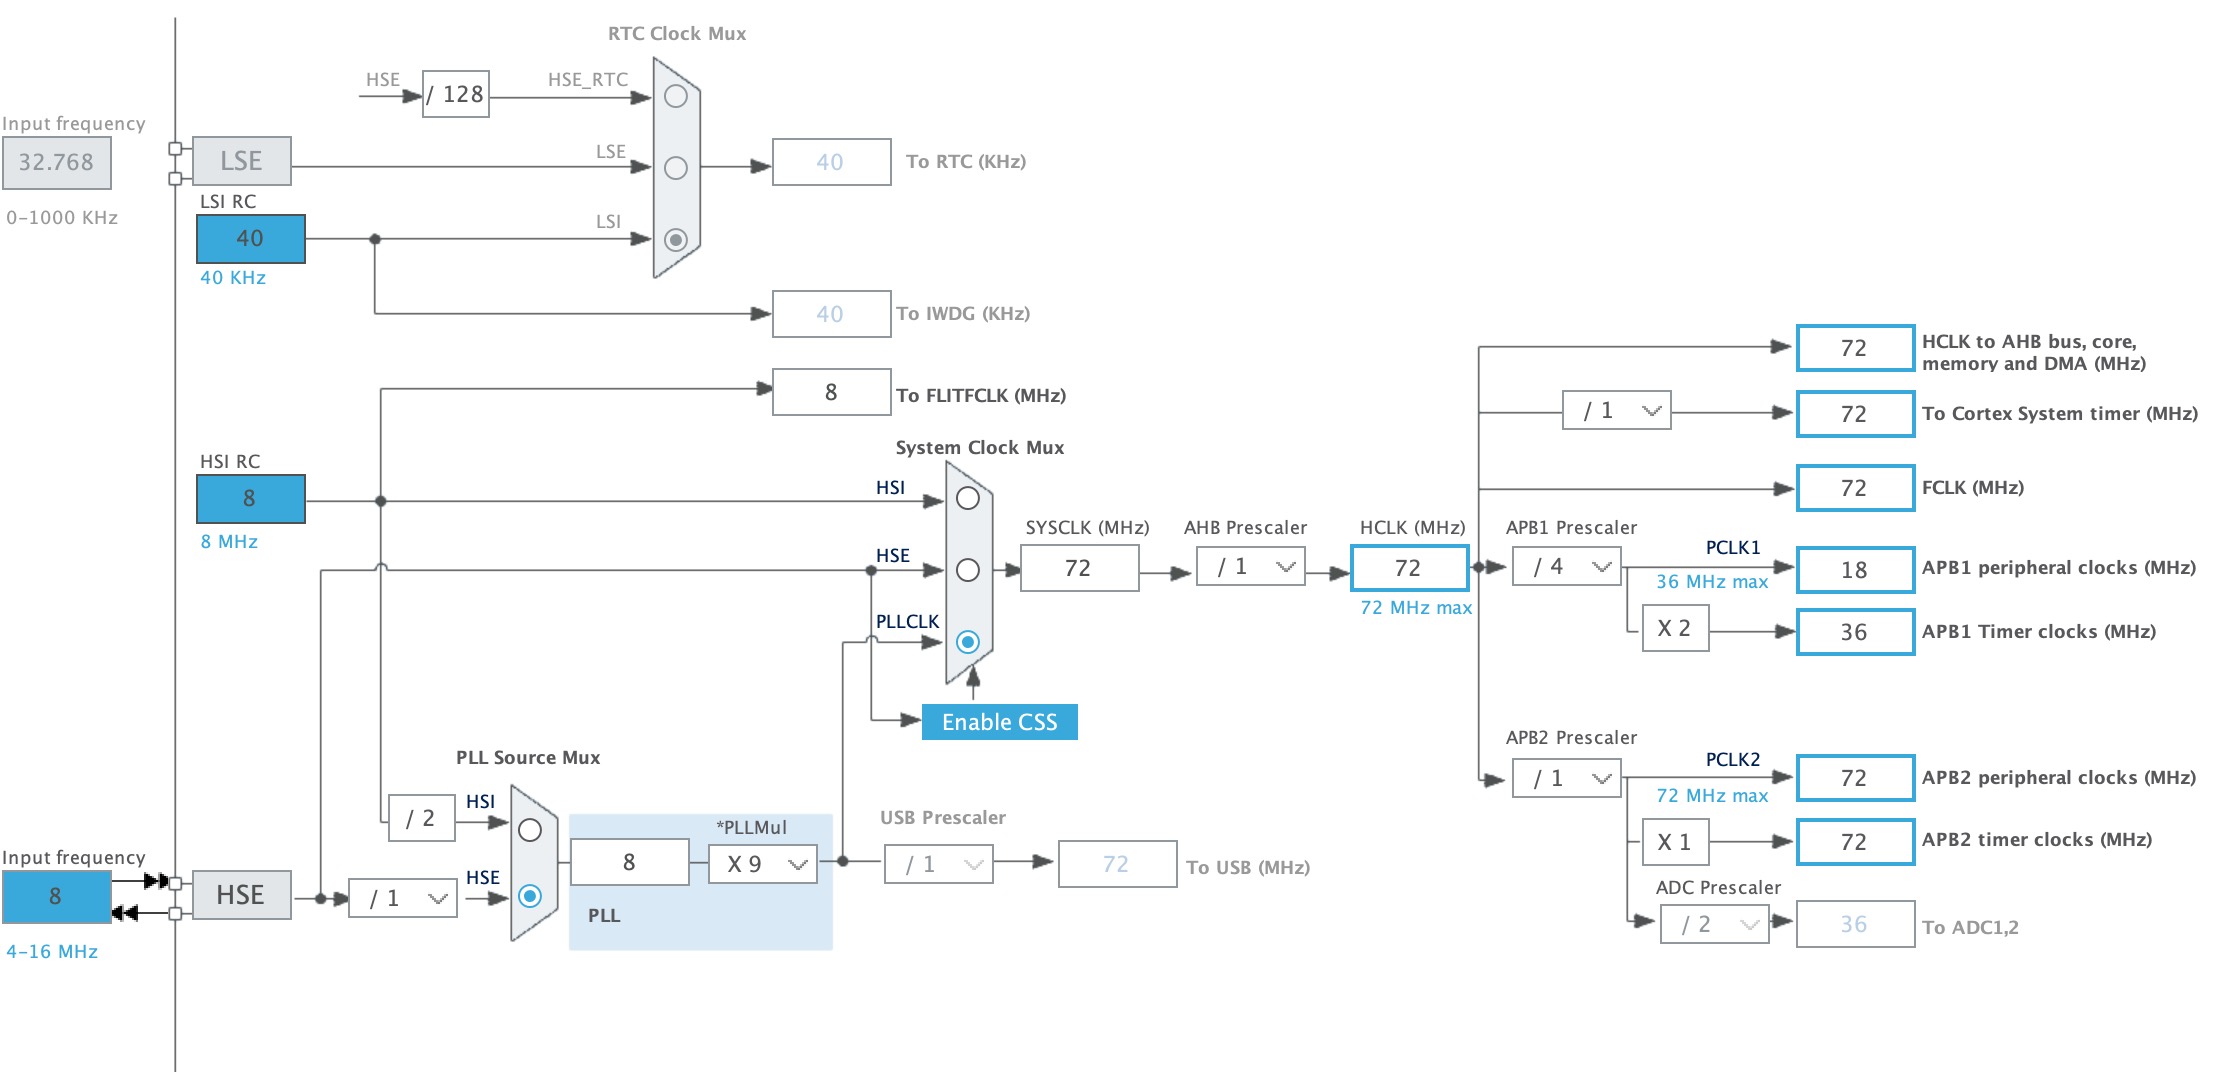 RTC Clock Mux
HSE
/ 128
HSE_RTC
Input frequency
32.768
0-1000 KHz
LSE
LSE
40
To RTC (KHz)
LSI RC
40
40 KHz
LSI
40
To IWDG (KHz)
8
To FLITFCLK (MHz)
HSI RC
8
8 MHz
System Clock Mux
HSI
HSE
PLLCLK
Enable CSS
SYSCLK (MHz)
72
AHB Prescaler
/ 1
HCLK (MHz)
72
72 MHz max
72
HCLK to AHB bus, core,
memory and DMA (MHz)
/ 1
72
To Cortex System timer (MHz)
72
FCLK (MHz)
APB1 Prescaler
/ 4
PCLK1
36 MHz max
18
APB1 peripheral clocks (MHz)
X 2
36
APB1 Timer clocks (MHz)
APB2 Prescaler
/ 1
PCLK2
72 MHz max
72
APB2 peripheral clocks (MHz)
X 1
72
APB2 timer clocks (MHz)
ADC Prescaler
/ 2
36
To ADC1,2
PLL Source Mux
/ 2
HSI
Input frequency
8
4-16 MHz
HSE
/ 1
HSE
8
*PLLMul
X 9
PLL
USB Prescaler
/ 1
72
To USB (MHz)